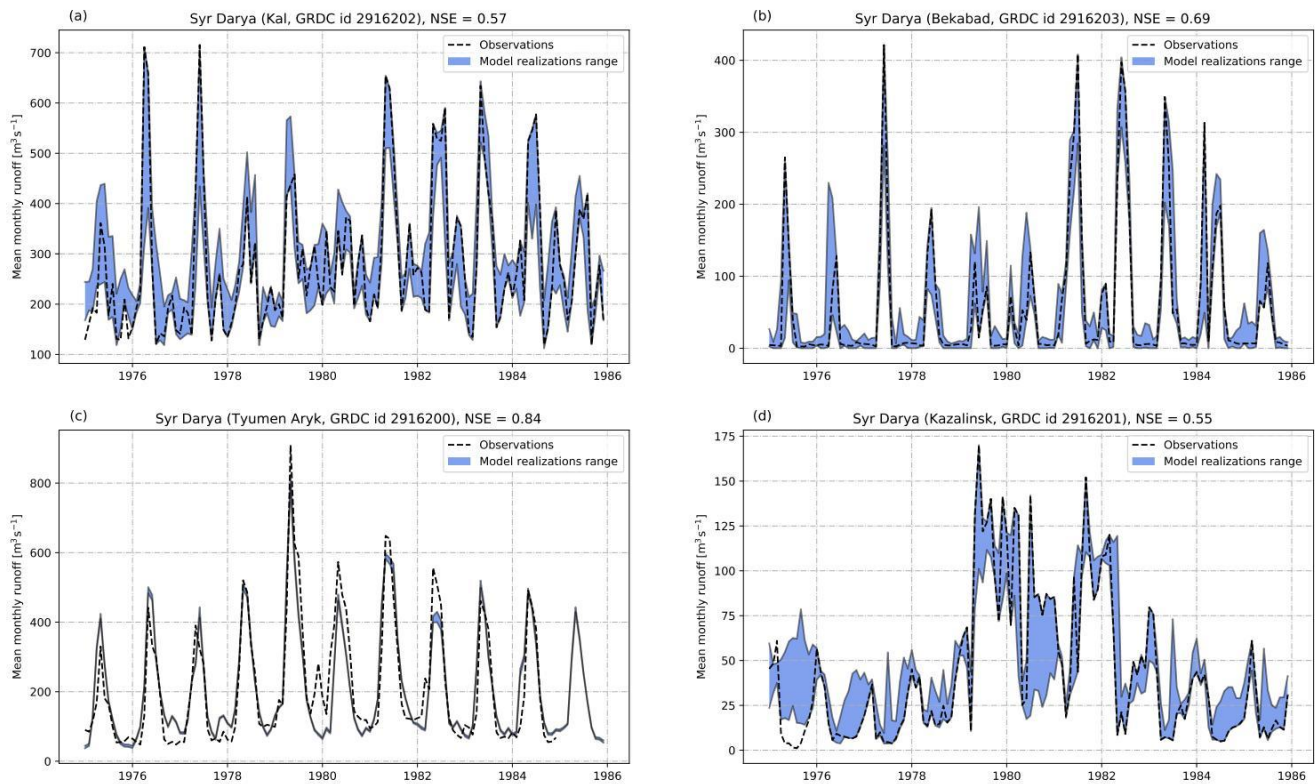 (a) Syr Darya (Kal, GRDC id 2916202), NSE = 0.57
Observations
Model realizations range
Mean monthly runoff [m³ s⁻¹]
700
600
500
400
300
200
100
1976 1978 1980 1982 1984 1986
(b) Syr Darya (Bekabad, GRDC id 2916203), NSE = 0.69
Observations
Model realizations range
Mean monthly runoff [m³ s⁻¹]
400
300
200
100
0
1976 1978 1980 1982 1984 1986
(c) Syr Darya (Tyumen Aryk, GRDC id 2916200), NSE = 0.84
Observations
Model realizations range
Mean monthly runoff [m³ s⁻¹]
800
600
400
200
0
1976 1978 1980 1982 1984 1986
(d) Syr Darya (Kazalinsk, GRDC id 2916201), NSE = 0.55
Observations
Model realizations range
Mean monthly runoff [m³ s⁻¹]
175
150
125
100
75
50
25
0
1976 1978 1980 1982 1984 1986